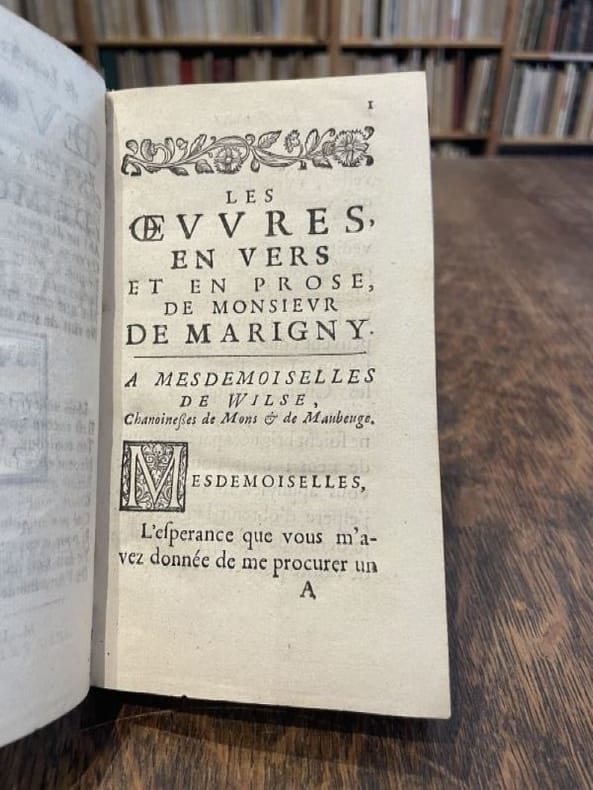 1
LES
ŒVVRES,
EN VERS
ET EN PROSE,
DE MONSIEVR
DE MARIGNY.
A MESDEMOISELLES
DE WILSE,
Chanoineſſes de Mons & de Maubeuge.
MESDEMOISELLES,
L'eſperance que vous m'a-
vez donnée de me procurer un
A